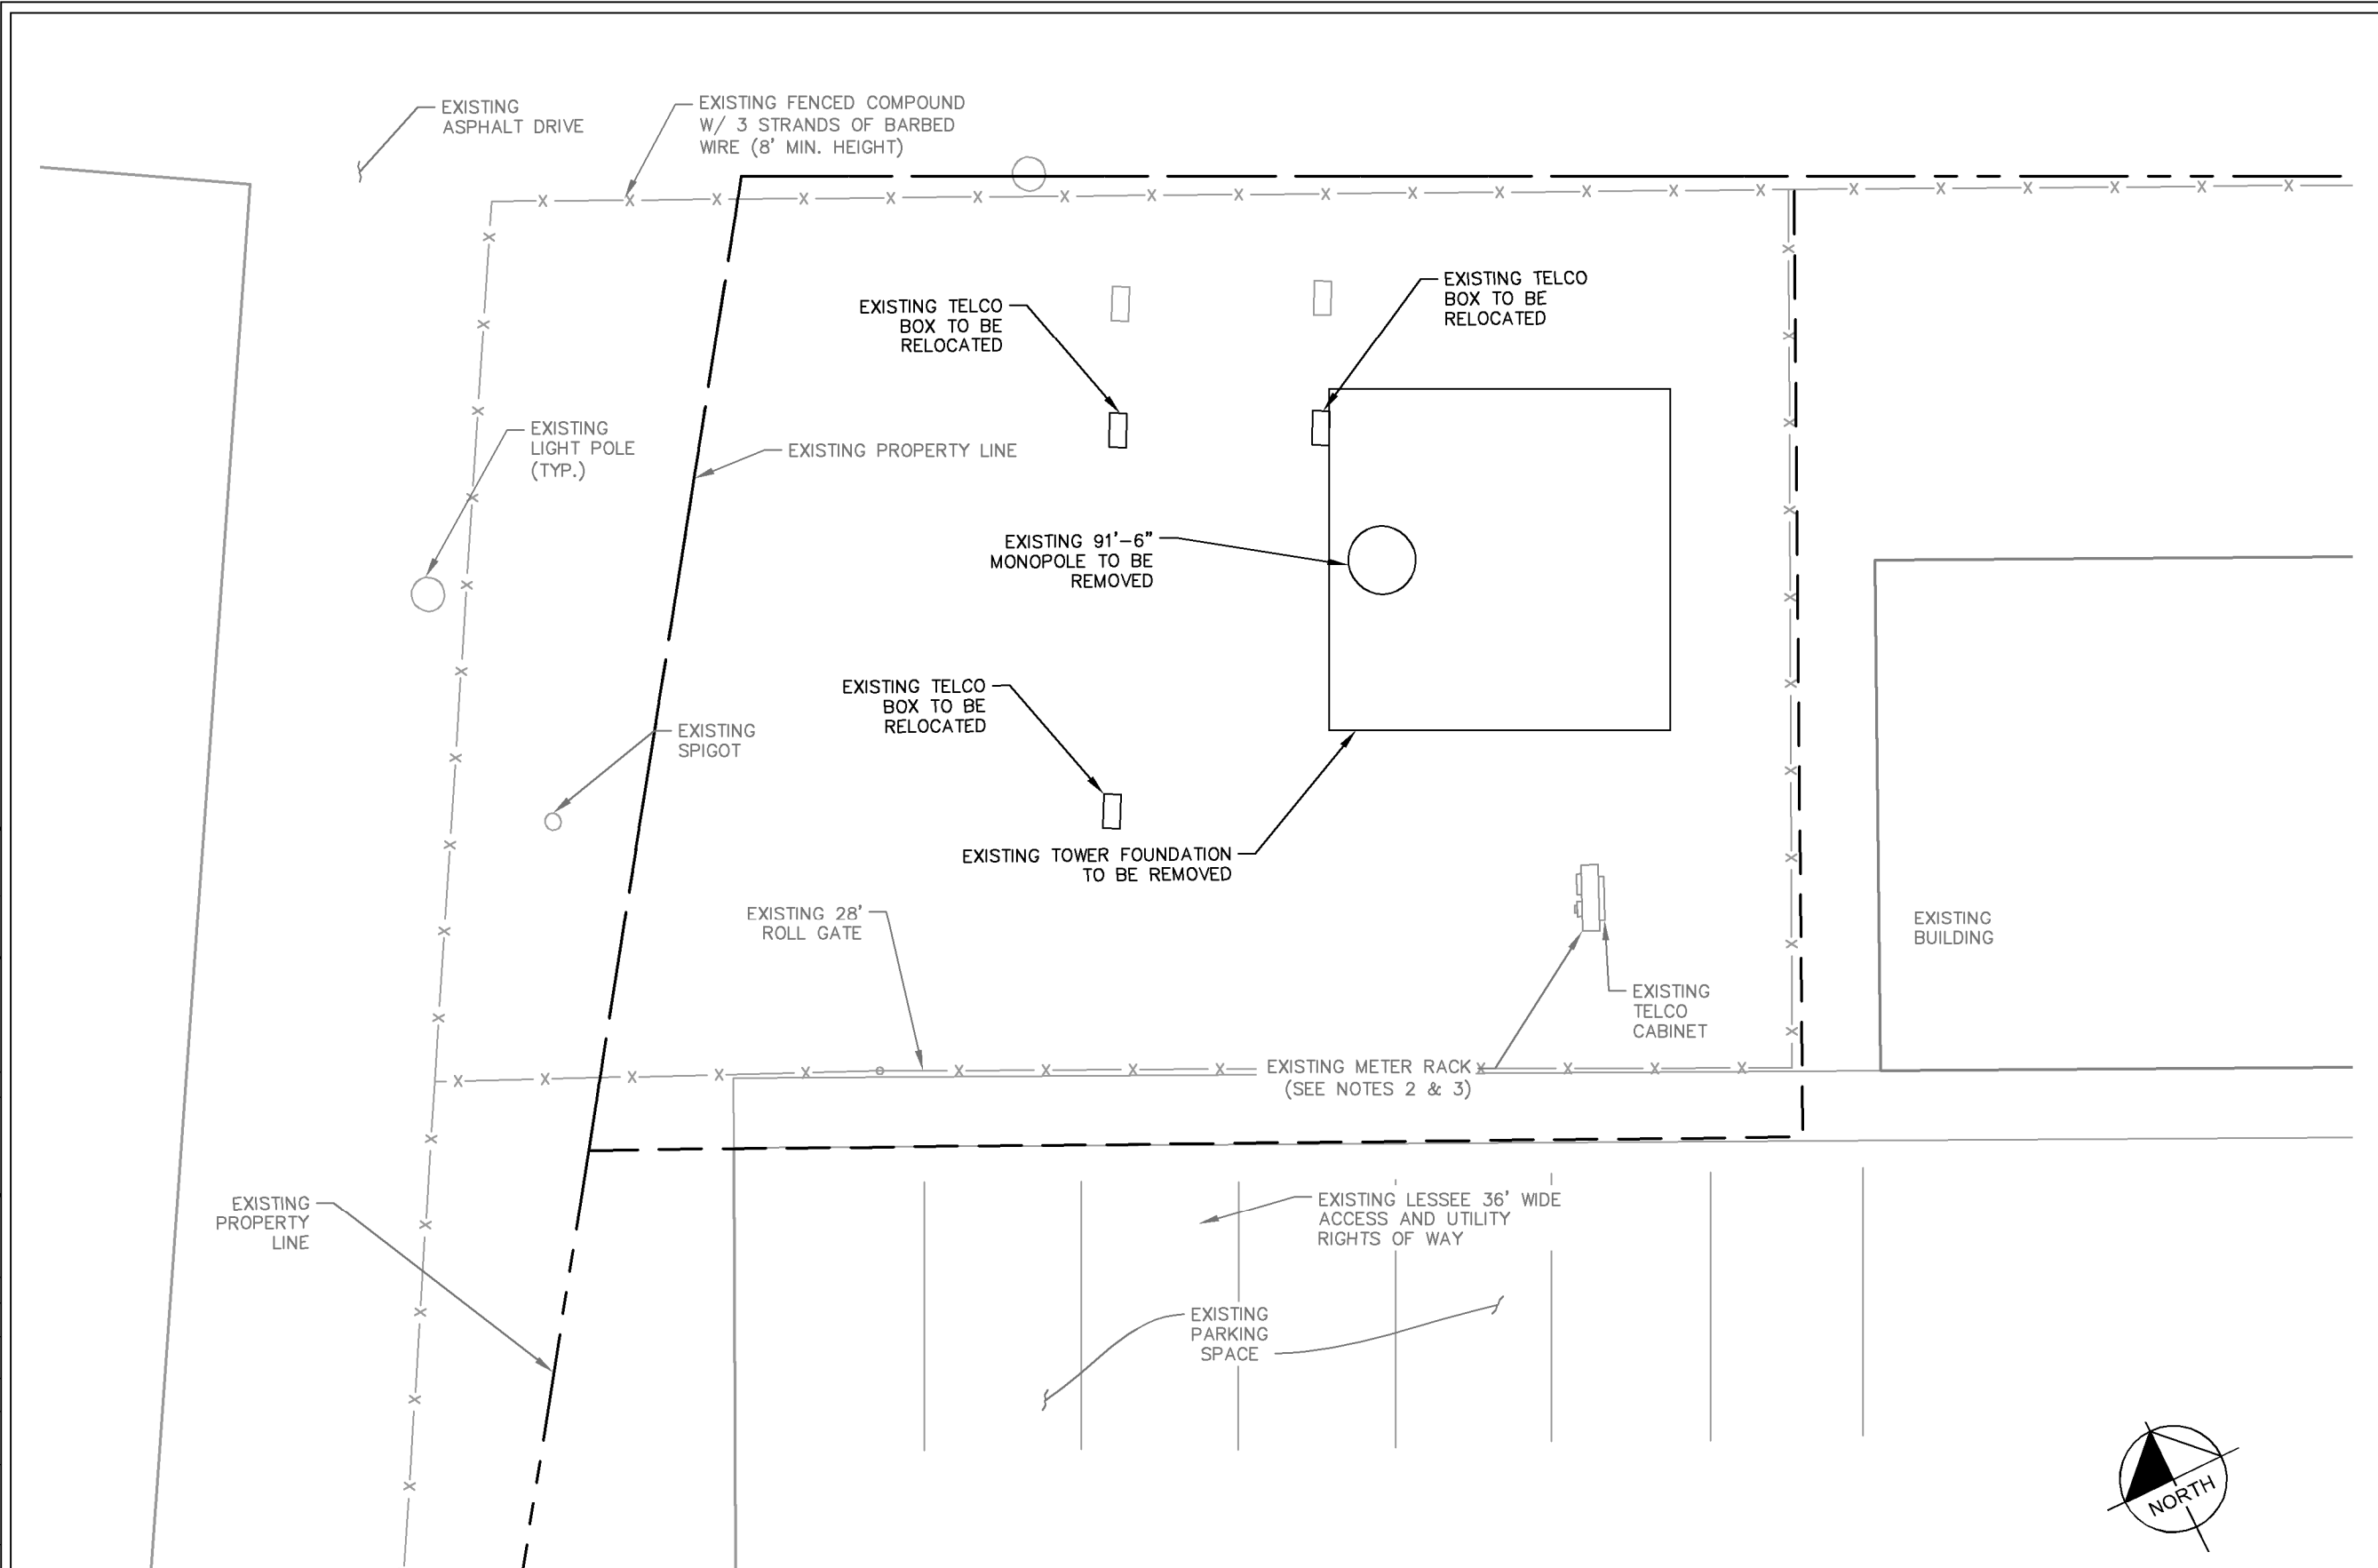 EXISTING
ASPHALT DRIVE
EXISTING FENCED COMPOUND
W/ 3 STRANDS OF BARBED
WIRE (8' MIN. HEIGHT)
EXISTING TELCO
BOX TO BE
RELOCATED
EXISTING TELCO
BOX TO BE
RELOCATED
EXISTING
LIGHT POLE
(TYP.)
EXISTING PROPERTY LINE
EXISTING 91'-6"
MONOPOLE TO BE
REMOVED
EXISTING TELCO
BOX TO BE
RELOCATED
EXISTING
SPIGOT
EXISTING TOWER FOUNDATION
TO BE REMOVED
EXISTING 28'
ROLL GATE
EXISTING
BUILDING
EXISTING
TELCO
CABINET
EXISTING METER RACK
(SEE NOTES 2 & 3)
EXISTING
PROPERTY
LINE
EXISTING LESSEE 36' WIDE
ACCESS AND UTILITY
RIGHTS OF WAY
EXISTING
PARKING
SPACE
NORTH